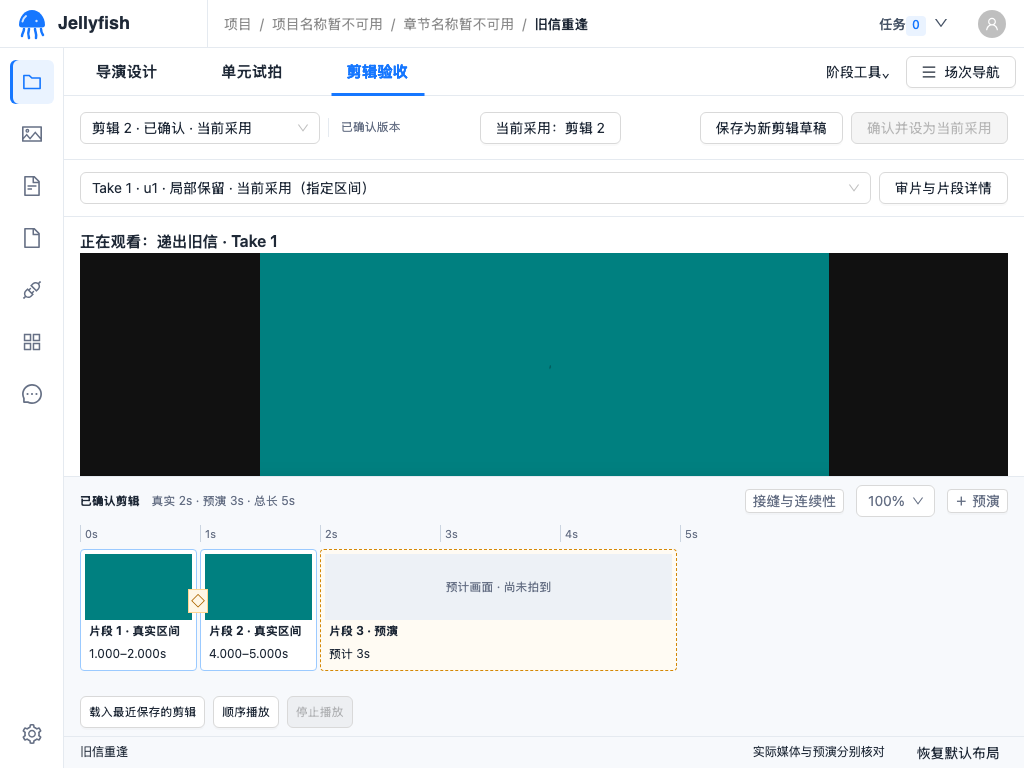 Jellyfish
项目 / 项目名称暂不可用 / 章节名称暂不可用 / 旧信重逢
任务 0
导演设计 单元试拍 剪辑验收
阶段工具 场次导航
剪辑 2 · 已确认 · 当前采用 已确认版本 当前采用：剪辑 2 保存为新剪辑草稿 确认并设为当前采用
Take 1 · u1 · 局部保留 · 当前采用（指定区间） 审片与片段详情
正在观看：递出旧信 · Take 1
已确认剪辑 真实 2s · 预演 3s · 总长 5s 接缝与连续性 100% + 预演
0s 1s 2s 3s 4s 5s
预计画面 · 尚未拍到
片段 1 · 真实区间 片段 2 · 真实区间 片段 3 · 预演
1.000–2.000s 4.000–5.000s 预计 3s
载入最近保存的剪辑 顺序播放 停止播放
旧信重逢 实际媒体与预演分别核对 恢复默认布局